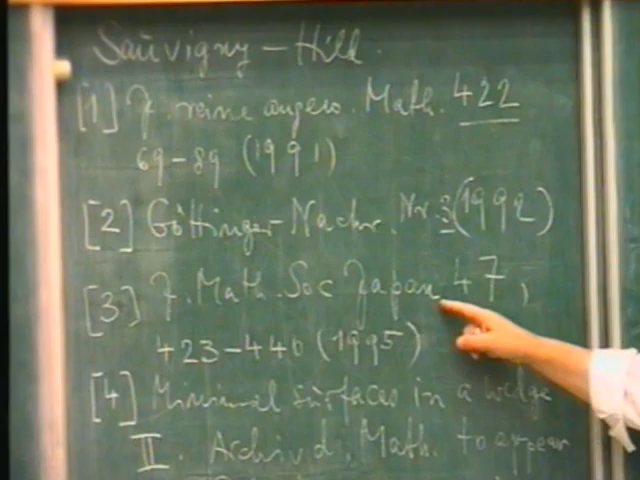 Sauvigny – Hild.
[1] J. reine angew. Math. 422
69–89 (1991)
[2] Göttinger Nachr. Nr. 3 (1992)
[3] J. Math. Soc Japan 47,
423–440 (1995)
[4] Minimal surfaces in a wedge
II. Archiv d. Math. to appear